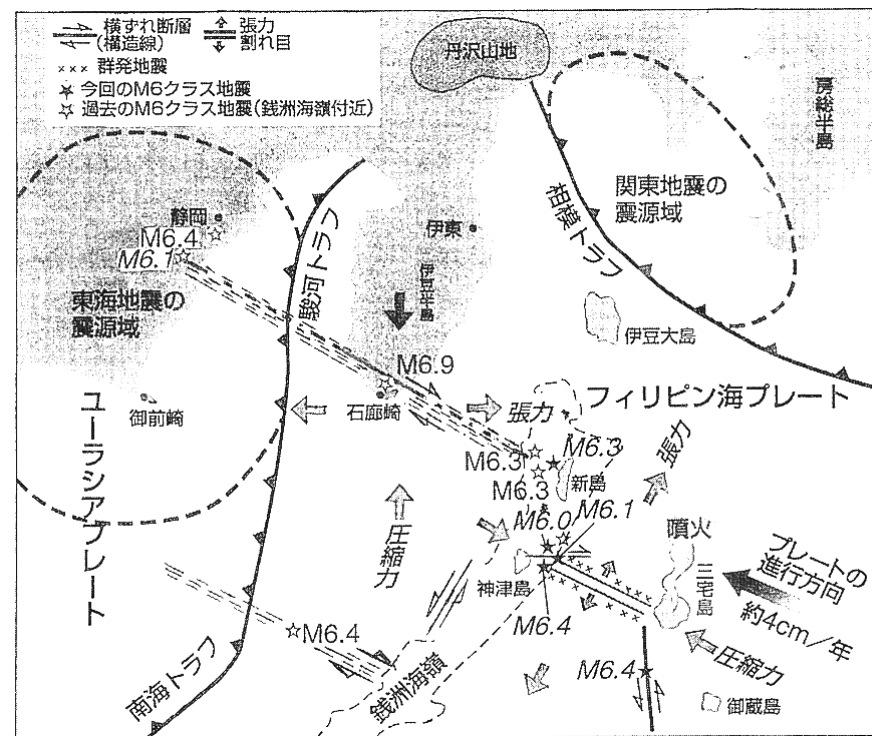 横ずれ断層
(構造線)
張力
割れ目
群発地震
今回のM6クラス地震
過去のM6クラス地震(銭洲海嶺付近)
丹沢山地
房総半島
関東地震の
震源域
相模トラフ
静岡
M6.4
M6.1
東海地震の
震源域
駿河トラフ
伊東
伊豆半島
伊豆大島
M6.9
石廊崎
御前崎
張力
フィリピン海プレート
ユーラシアプレート
M6.3
M6.3
M6.3
新島
張力
M6.0
M6.1
噴火
三宅島
プレートの
進行方向
約4cm/年
圧縮力
神津島
M6.4
圧縮力
M6.4
M6.4
銭洲海嶺
南海トラフ
御蔵島